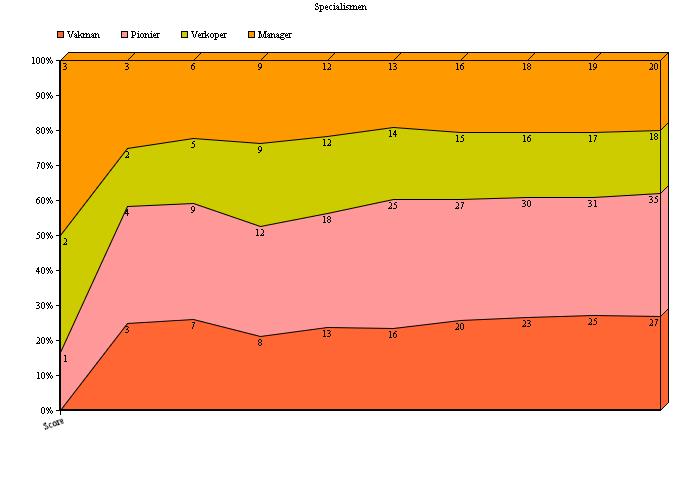 Specialismen
Vakman Pionier Verkoper Manager
100% 3 3 6 9 12 13 16 18 19 20
90%
80% 2 5 9 12 14 15 16 17 18
70%
60% 4 9 12 18 25 27 30 31 35
50% 2
40%
30% 3 7 8 13 16 20 23 25 27
20% 1
10%
0%
Score